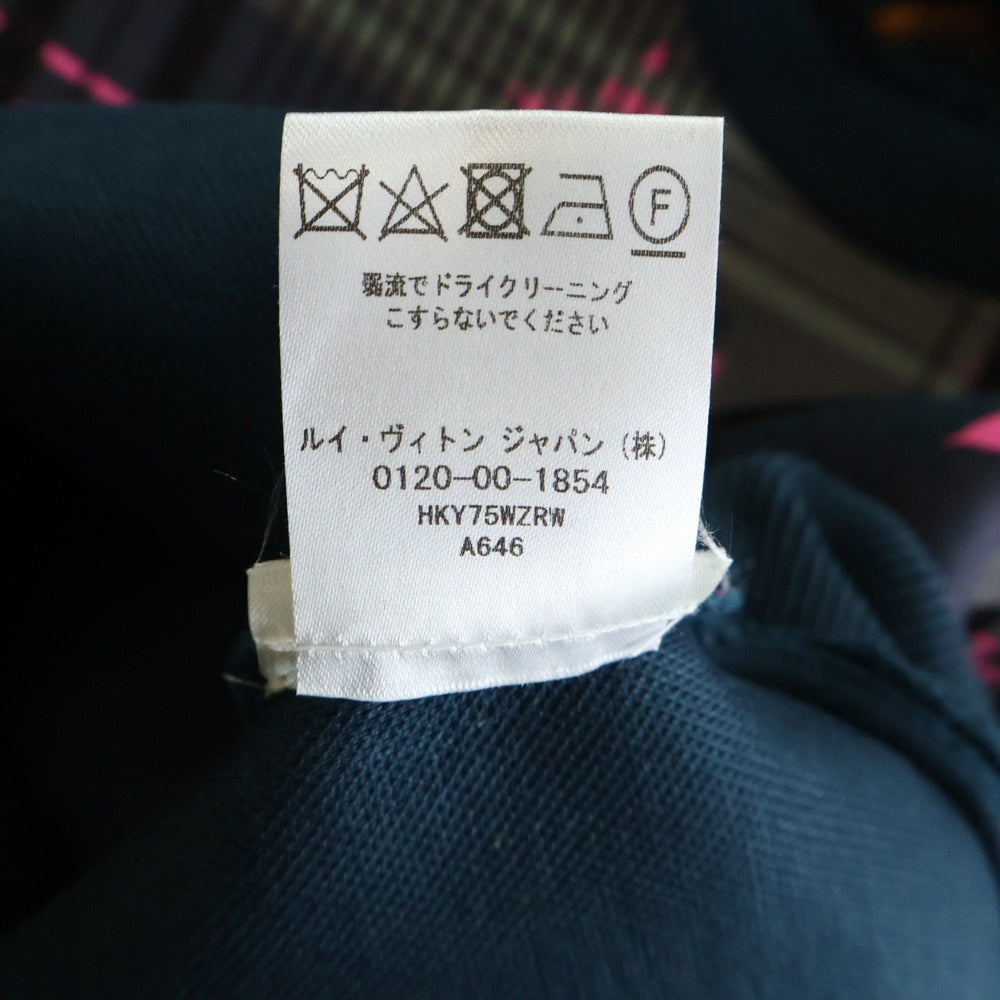 F
弱流でドライクリーニング
こすらないでください
ルイ・ヴィトン ジャパン (株)
0120-00-1854
HKY75WZRW
A646